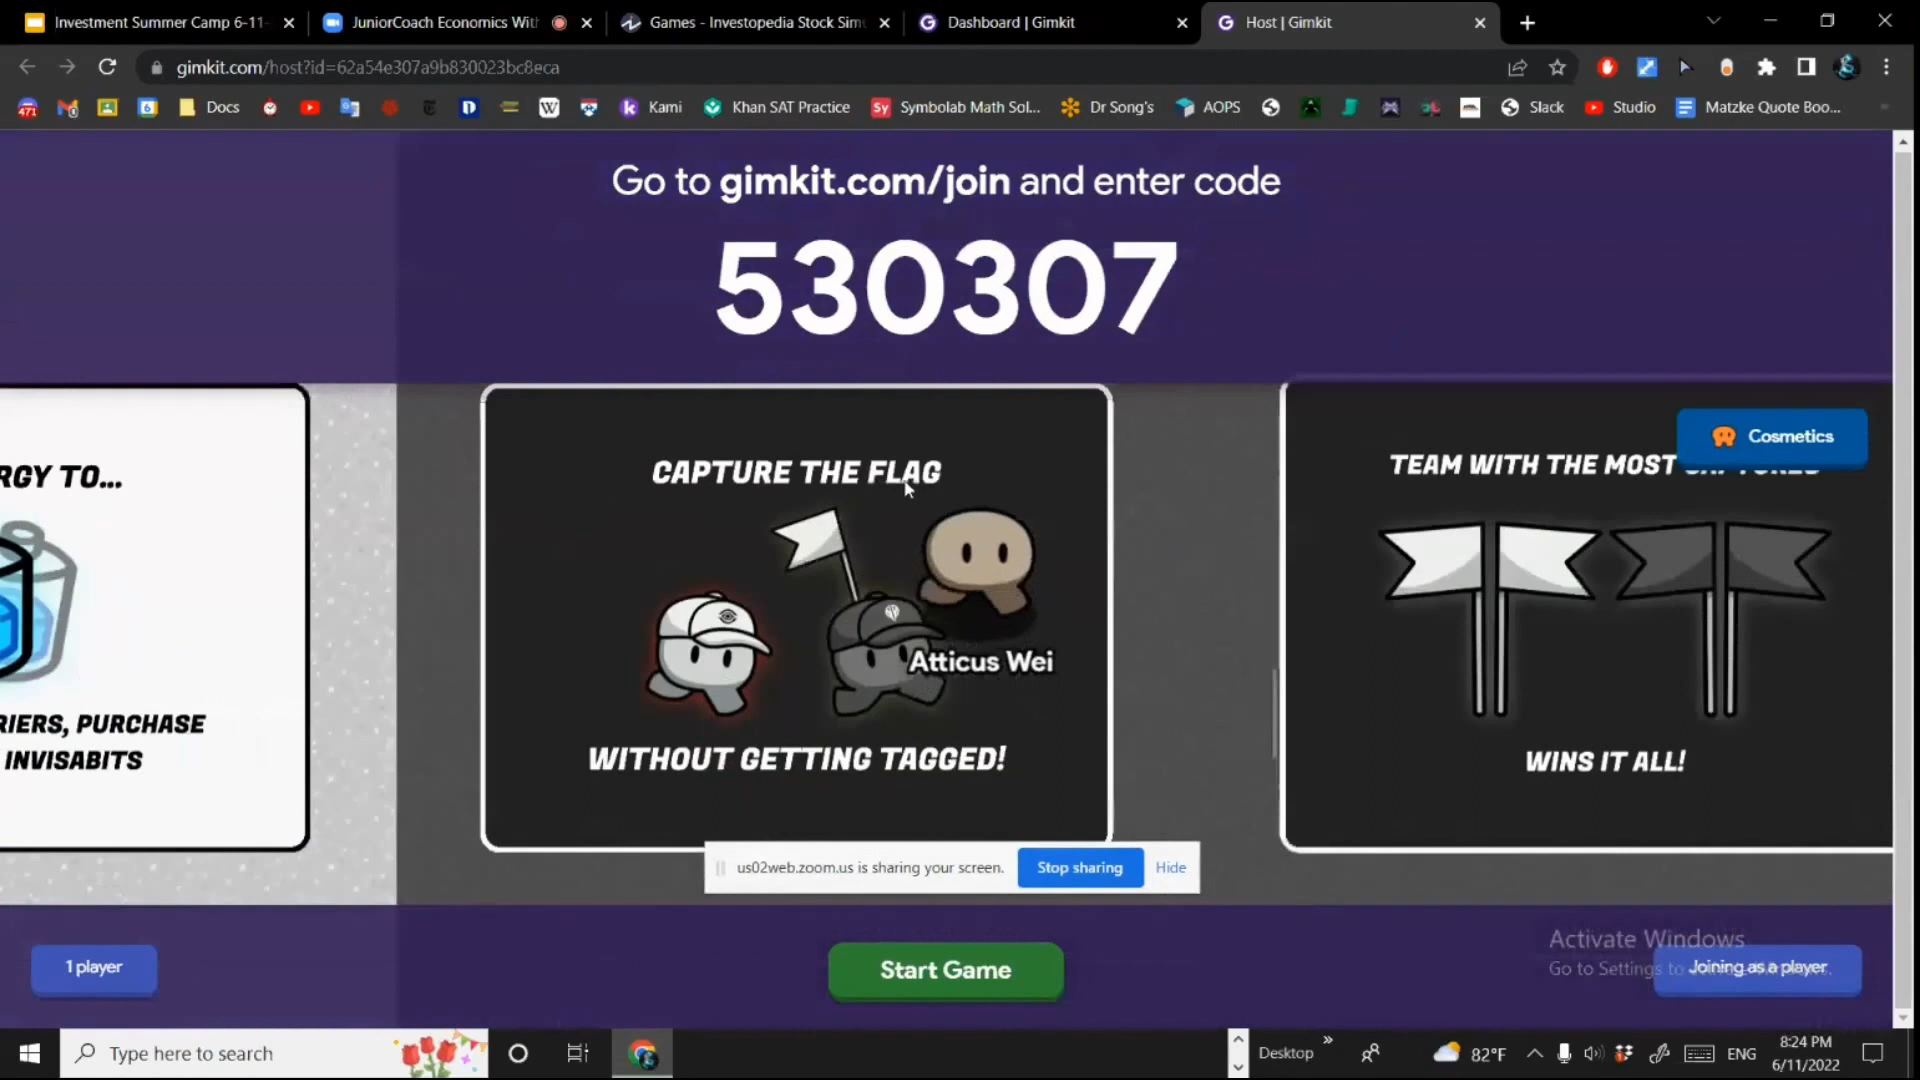 Investment Summer Camp 6-11-
JuniorCoach Economics With
Games - Investopedia Stock Simu
Dashboard | Gimkit
Host | Gimkit
gimkit.com/host?id=62a54e307a9b830023bc8eca
Docs
Kami
Khan SAT Practice
Symbolab Math Sol...
Dr Song's
AOPS
Slack
Studio
Matzke Quote Boo...
Go to gimkit.com/join and enter code
530307
Cosmetics
RGY TO...
RIERS, PURCHASE
INVISABITS
CAPTURE THE FLAG
Atticus Wei
WITHOUT GETTING TAGGED!
TEAM WITH THE MOST
WINS IT ALL!
us02web.zoom.us is sharing your screen.
Stop sharing
Hide
1 player
Start Game
Activate Windows
Go to Settings to
Joining as a player
Type here to search
Desktop
82°F
ENG
8:24 PM
6/11/2022